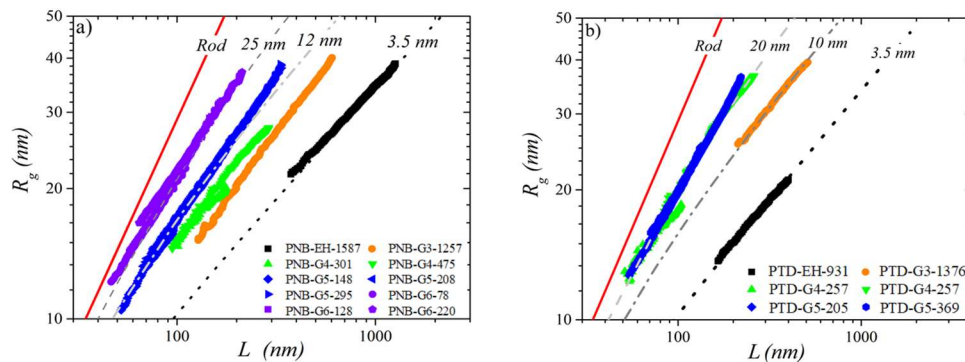 a)
50
40
30
20
10
Rod
25 nm
12 nm
3.5 nm
R_g (nm)
PNB-EH-1587 PNB-G3-1257
PNB-G4-301 PNB-G4-475
PNB-G5-148 PNB-G5-208
PNB-G5-295 PNB-G6-78
PNB-G6-128 PNB-G6-220
100 1000
L (nm)
b)
50
40
30
20
10
Rod
20 nm
10 nm
3.5 nm
R_g (nm)
PTD-EH-931 PTD-G3-1376
PTD-G4-257 PTD-G4-257
PTD-G5-205 PTD-G5-369
100 1000
L (nm)